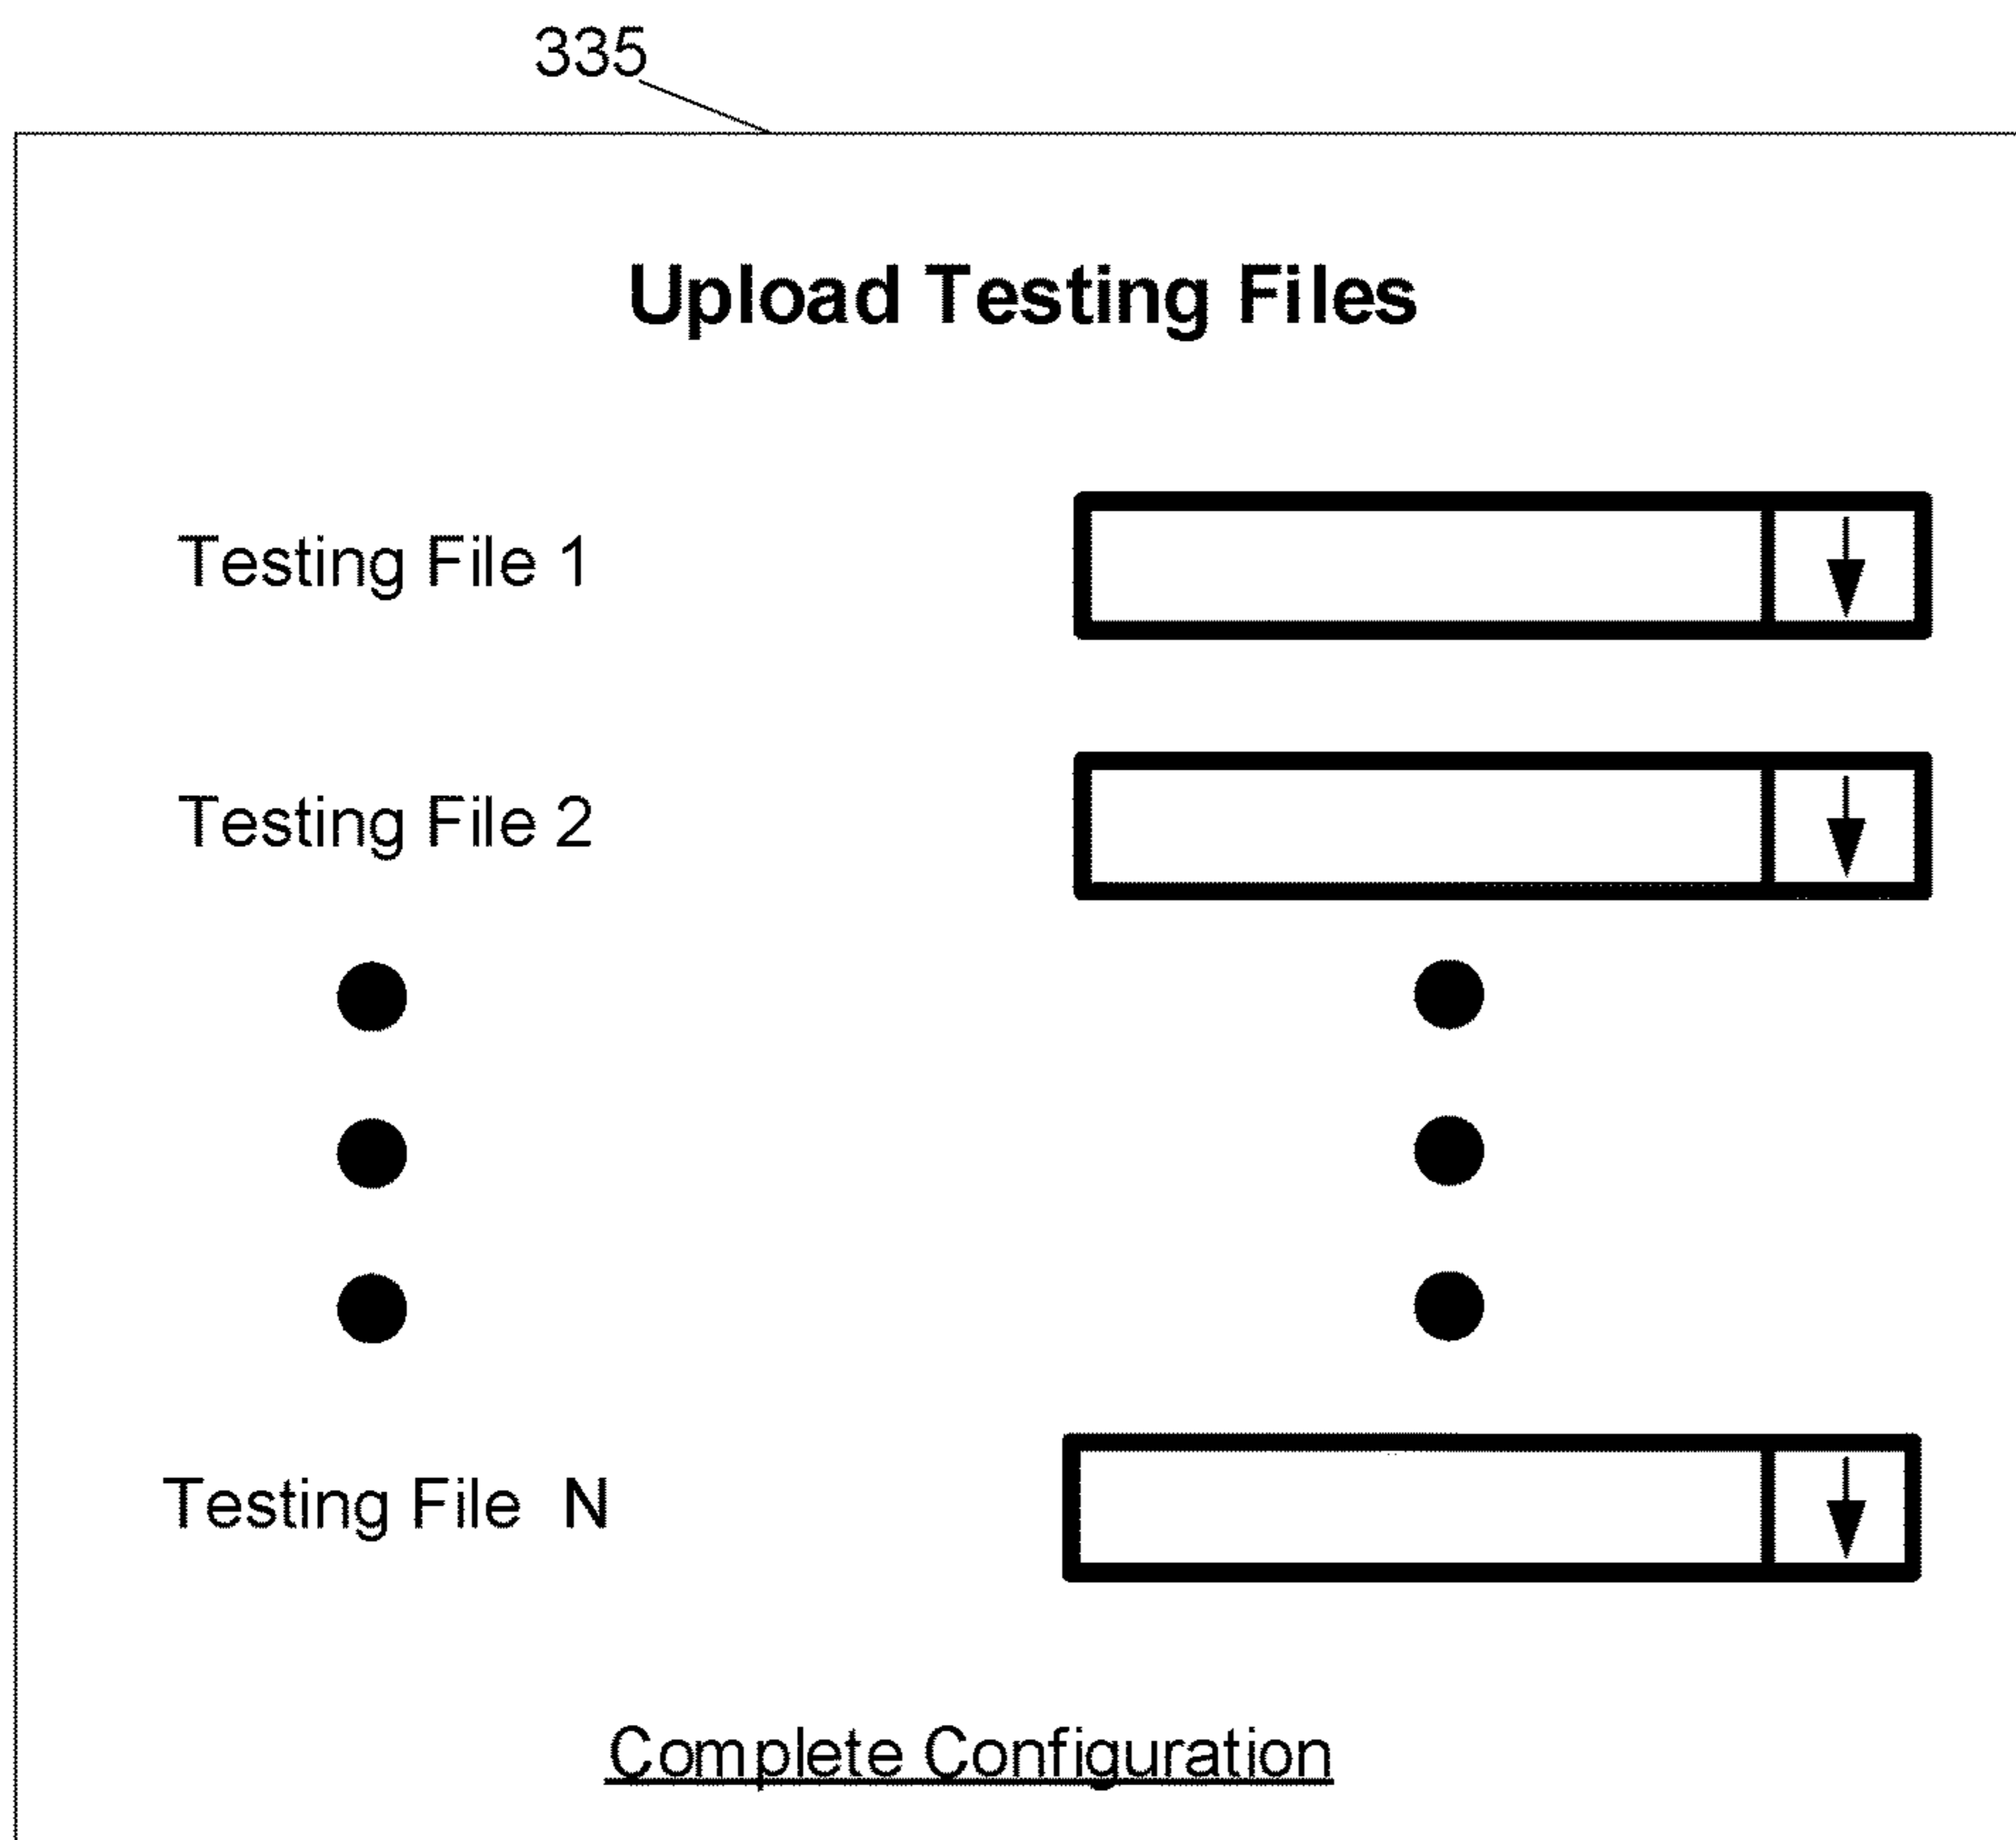 335
Upload Testing Files
Testing File 1
Testing File 2
Testing File N
Complete Configuration